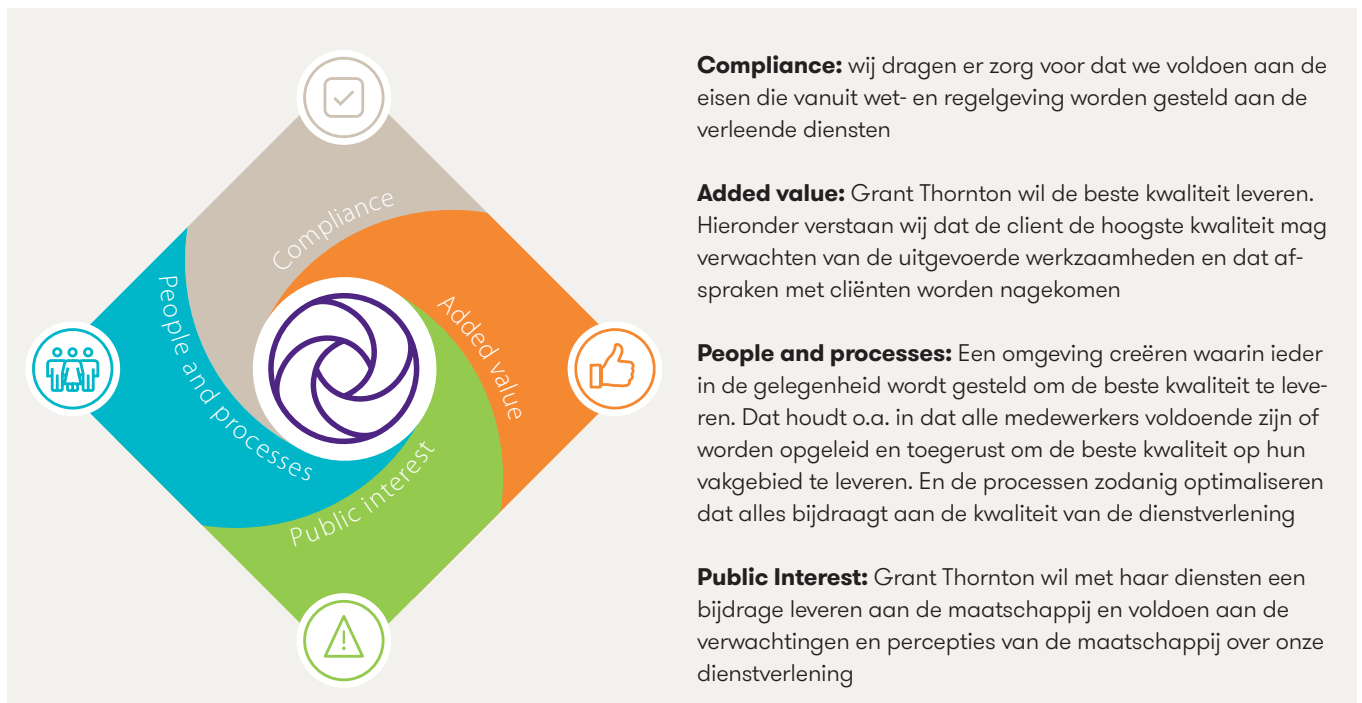 Compliance
Added value
People and processes
Public interest
Compliance: wij dragen er zorg voor dat we voldoen aan de
eisen die vanuit wet- en regelgeving worden gesteld aan de
verleende diensten
Added value: Grant Thornton wil de beste kwaliteit leveren.
Hieronder verstaan wij dat de client de hoogste kwaliteit mag
verwachten van de uitgevoerde werkzaamheden en dat af-
spraken met cliënten worden nagekomen
People and processes: Een omgeving creëren waarin ieder
in de gelegenheid wordt gesteld om de beste kwaliteit te leve-
ren. Dat houdt o.a. in dat alle medewerkers voldoende zijn of
worden opgeleid en toegerust om de beste kwaliteit op hun
vakgebied te leveren. En de processen zodanig optimaliseren
dat alles bijdraagt aan de kwaliteit van de dienstverlening
Public Interest: Grant Thornton wil met haar diensten een
bijdrage leveren aan de maatschappij en voldoen aan de
verwachtingen en percepties van de maatschappij over onze
dienstverlening